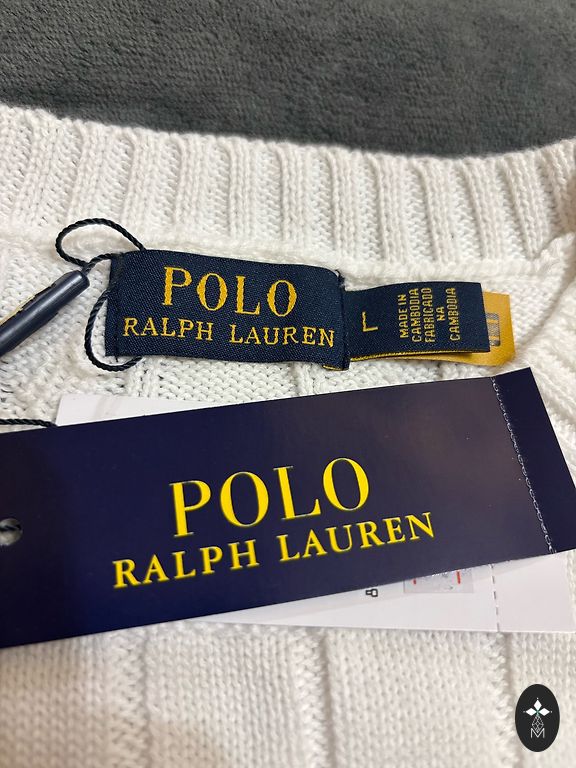 POLO
RALPH LAUREN
L
MADE IN
CAMBODIA
FABRICADO
NA
CAMBODIA
POLO
RALPH LAUREN
M